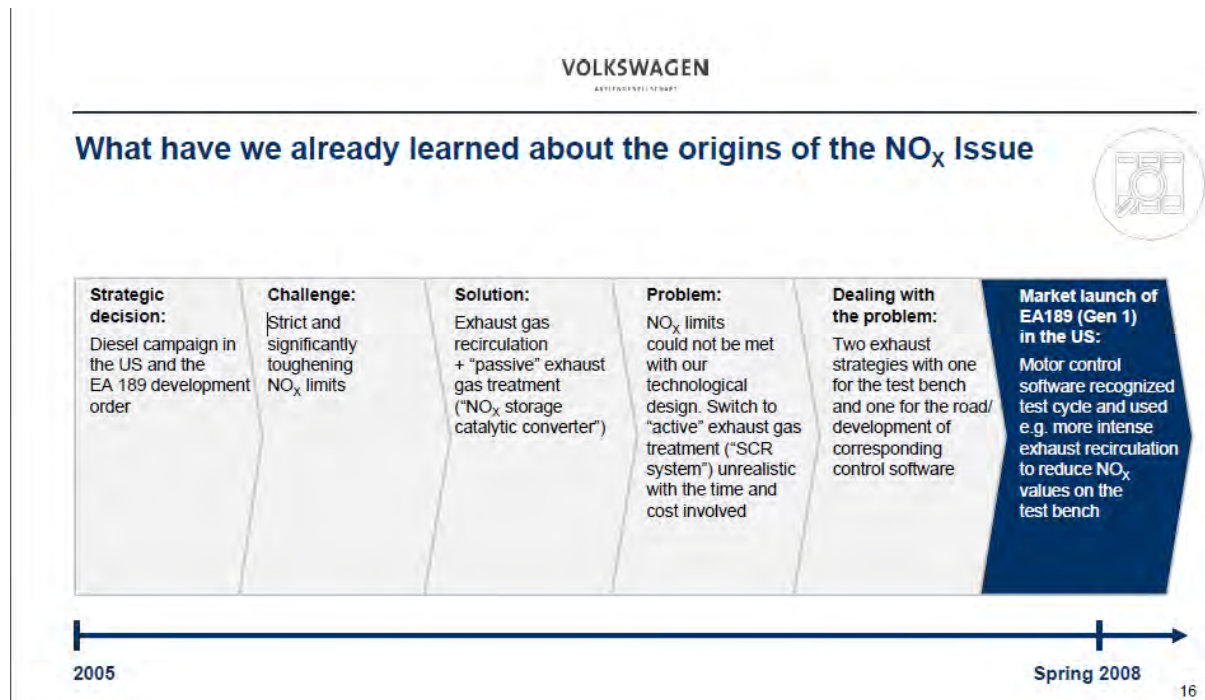 VOLKSWAGEN
AKTIENGESELLSCHAFT
What have we already learned about the origins of the NOX Issue
Strategic
decision:
Diesel campaign in
the US and the
EA 189 development
order
Challenge:
Strict and
significantly
toughening
NOX limits
Solution:
Exhaust gas
recirculation
+ “passive” exhaust
gas treatment
(“NOX storage
catalytic converter”)
Problem:
NOX limits
could not be met
with our
technological
design. Switch to
“active” exhaust gas
treatment (“SCR
system”) unrealistic
with the time and
cost involved
Dealing with
the problem:
Two exhaust
strategies with one
for the test bench
and one for the road/
development of
corresponding
control software
Market launch of
EA189 (Gen 1)
in the US:
Motor control
software recognized
test cycle and used
e.g. more intense
exhaust recirculation
to reduce NOX
values on the
test bench
2005
Spring 2008
16